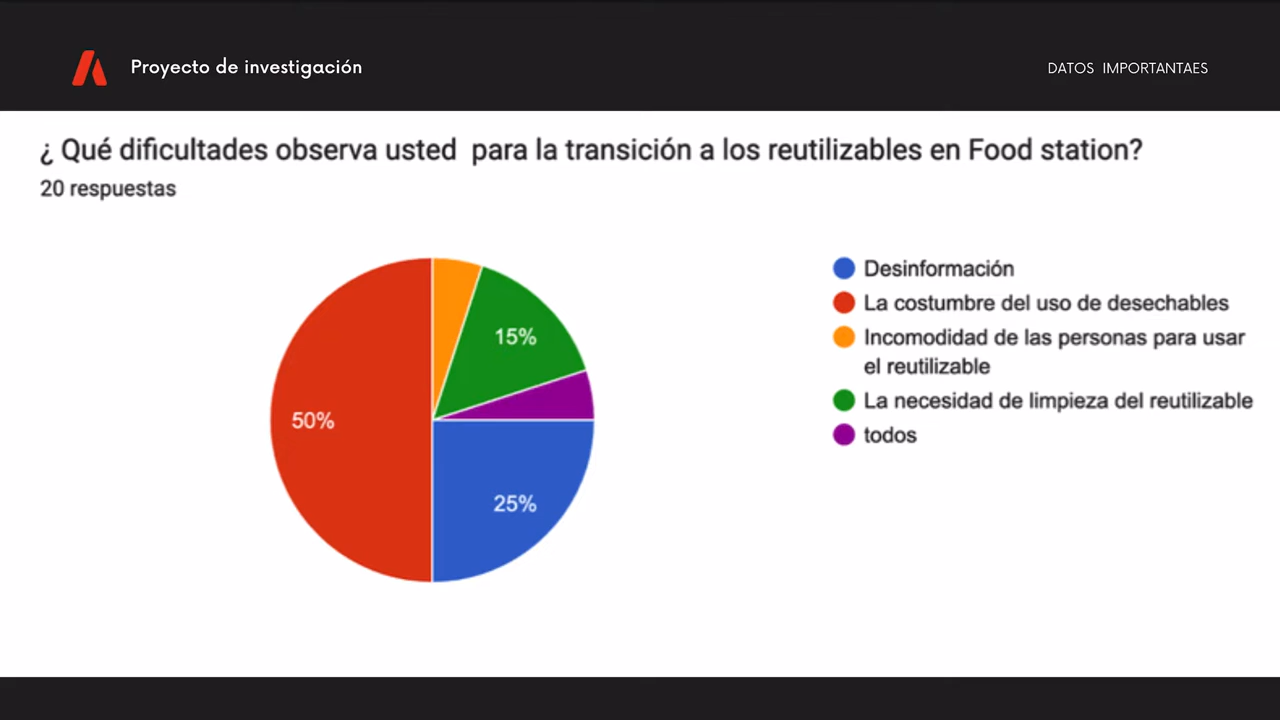 Proyecto de investigación
DATOS IMPORTANTAES
¿ Qué dificultades observa usted para la transición a los reutilizables en Food station?
20 respuestas
Desinformación
La costumbre del uso de desechables
Incomodidad de las personas para usar
el reutilizable
La necesidad de limpieza del reutilizable
todos
15%
50%
25%